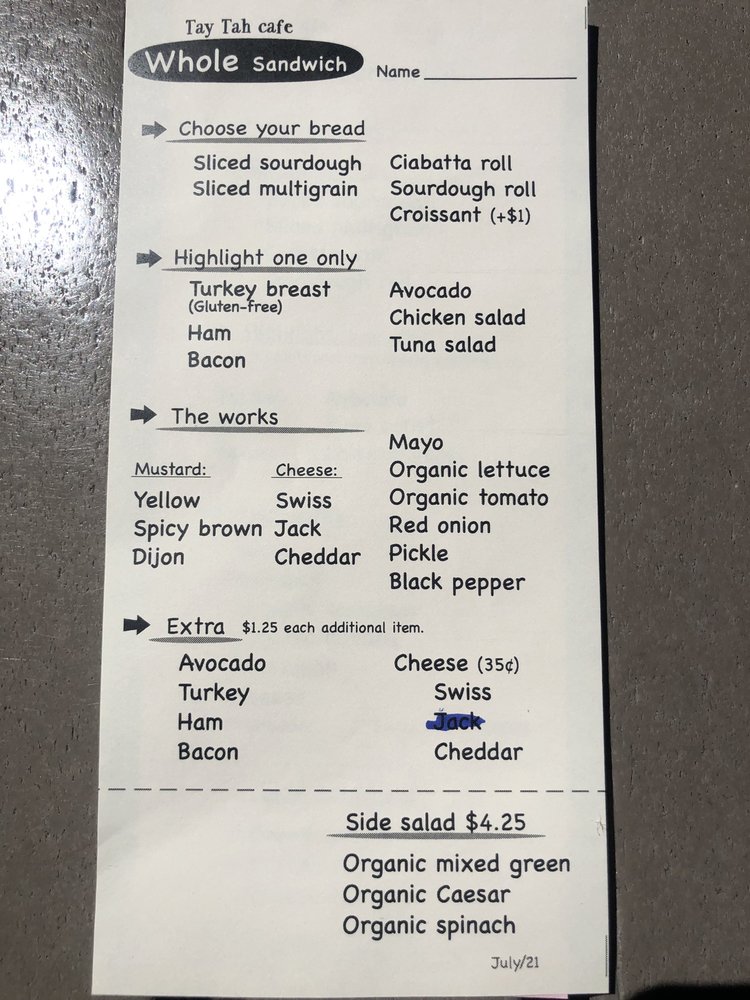 Tay Tah cafe
Whole Sandwich
Name
Choose your bread
Sliced sourdough
Sliced multigrain
Ciabatta roll
Sourdough roll
Croissant (+$1)
Highlight one only
Turkey breast
(Gluten-free)
Ham
Bacon
Avocado
Chicken salad
Tuna salad
The works
Mustard:
Yellow
Spicy brown
Dijon
Cheese:
Swiss
Jack
Cheddar
Mayo
Organic lettuce
Organic tomato
Red onion
Pickle
Black pepper
Extra $1.25 each additional item.
Avocado
Turkey
Ham
Bacon
Cheese (35¢)
Swiss
Jack
Cheddar
Side salad $4.25
Organic mixed green
Organic Caesar
Organic spinach
July/21